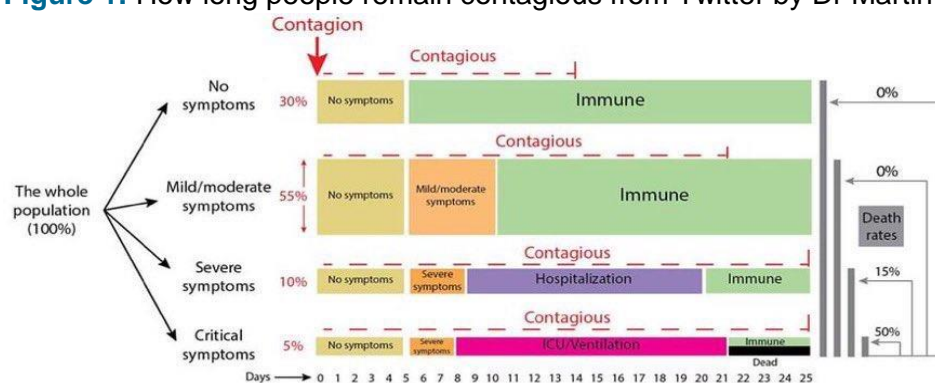 Figure 1. How long people remain contagious from Twitter by Dr Martin
Contagion
Contagious
No symptoms
30%
No symptoms
Immune
0%
Contagious
The whole population (100%)
Mild/moderate symptoms
55%
No symptoms
Mild/moderate symptoms
Immune
0%
Death rates
Contagious
Severe symptoms
10%
No symptoms
Severe symptoms
Hospitalization
Immune
15%
Contagious
Critical symptoms
5%
No symptoms
Severe symptoms
ICU/Ventilation
Immune
Dead
50%
Days 0 1 2 3 4 5 6 7 8 9 10 11 12 13 14 15 16 17 18 19 20 21 22 23 24 25